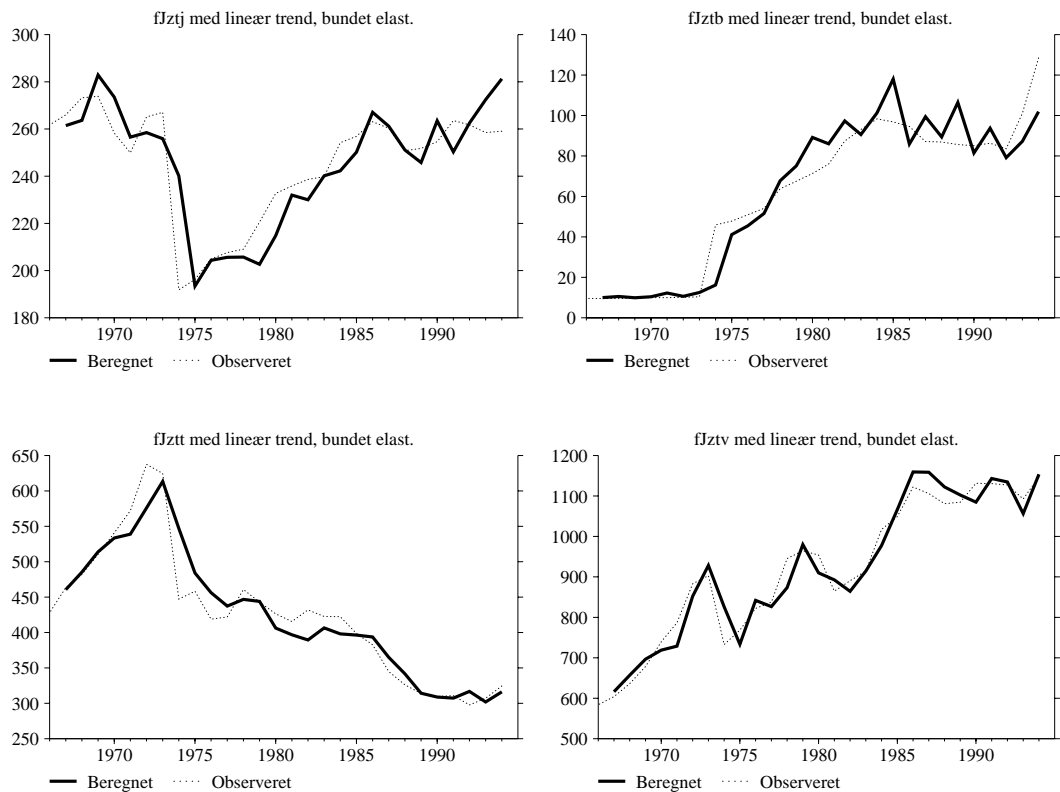 fJztj med lineær trend, bundet elast.
300
280
260
240
220
200
180
1970 1975 1980 1985 1990
Beregnet Observeret
fJztb med lineær trend, bundet elast.
140
120
100
80
60
40
20
0
1970 1975 1980 1985 1990
Beregnet Observeret
fJztt med lineær trend, bundet elast.
650
600
550
500
450
400
350
300
250
1970 1975 1980 1985 1990
Beregnet Observeret
fJztv med lineær trend, bundet elast.
1200
1100
1000
900
800
700
600
500
1970 1975 1980 1985 1990
Beregnet Observeret